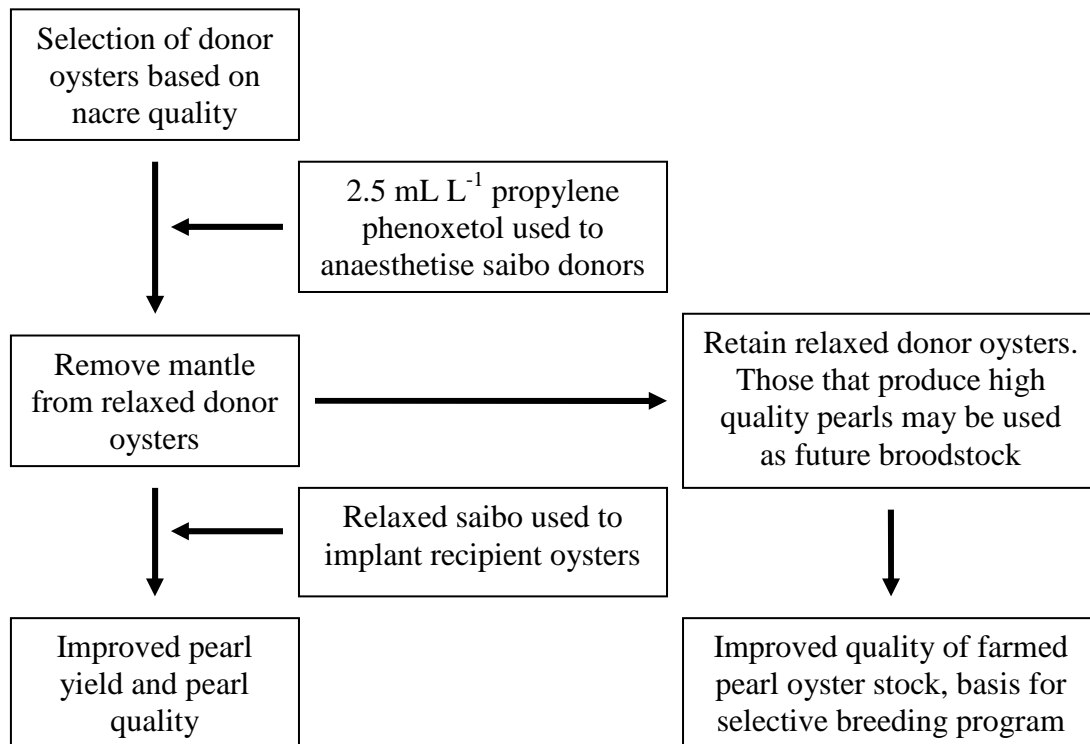 Selection of donor
oysters based on
nacre quality
2.5 mL L-1 propylene
phenoxetol used to
anaesthetise saibo donors
Remove mantle
from relaxed donor
oysters
Retain relaxed donor oysters.
Those that produce high
quality pearls may be used
as future broodstock
Relaxed saibo used to
implant recipient oysters
Improved pearl
yield and pearl
quality
Improved quality of farmed
pearl oyster stock, basis for
selective breeding program